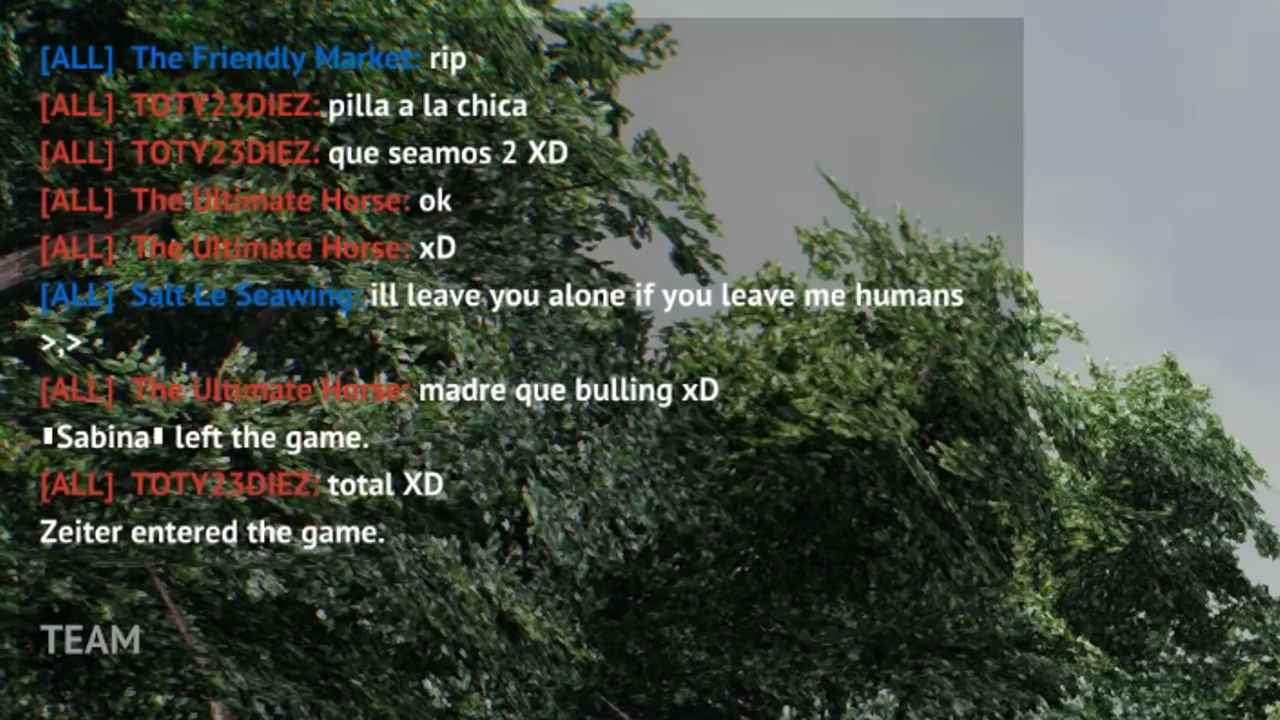 [ALL] The Friendly Market: rip
[ALL] TOTY23DIEZ: pilla a la chica
[ALL] TOTY23DIEZ: que seamos 2 XD
[ALL] The Ultimate Horse: ok
[ALL] The Ultimate Horse: xD
[ALL] Salt Le Seawing: ill leave you alone if you leave me humans
>,>
[ALL] The Ultimate Horse: madre que bulling xD
▮Sabina▮ left the game.
[ALL] TOTY23DIEZ: total XD
Zeiter entered the game.
TEAM